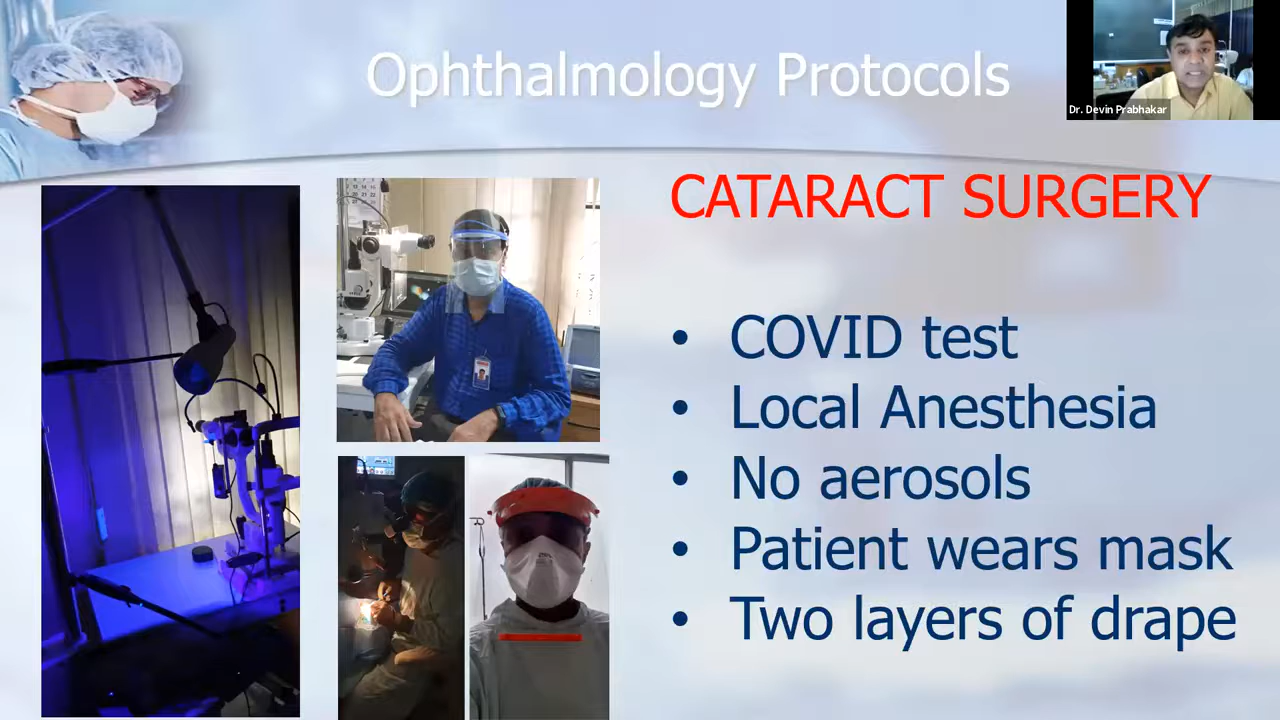 Ophthalmology Protocols
Dr. Devin Prabhakar
CATARACT SURGERY
• COVID test
• Local Anesthesia
• No aerosols
• Patient wears mask
• Two layers of drape